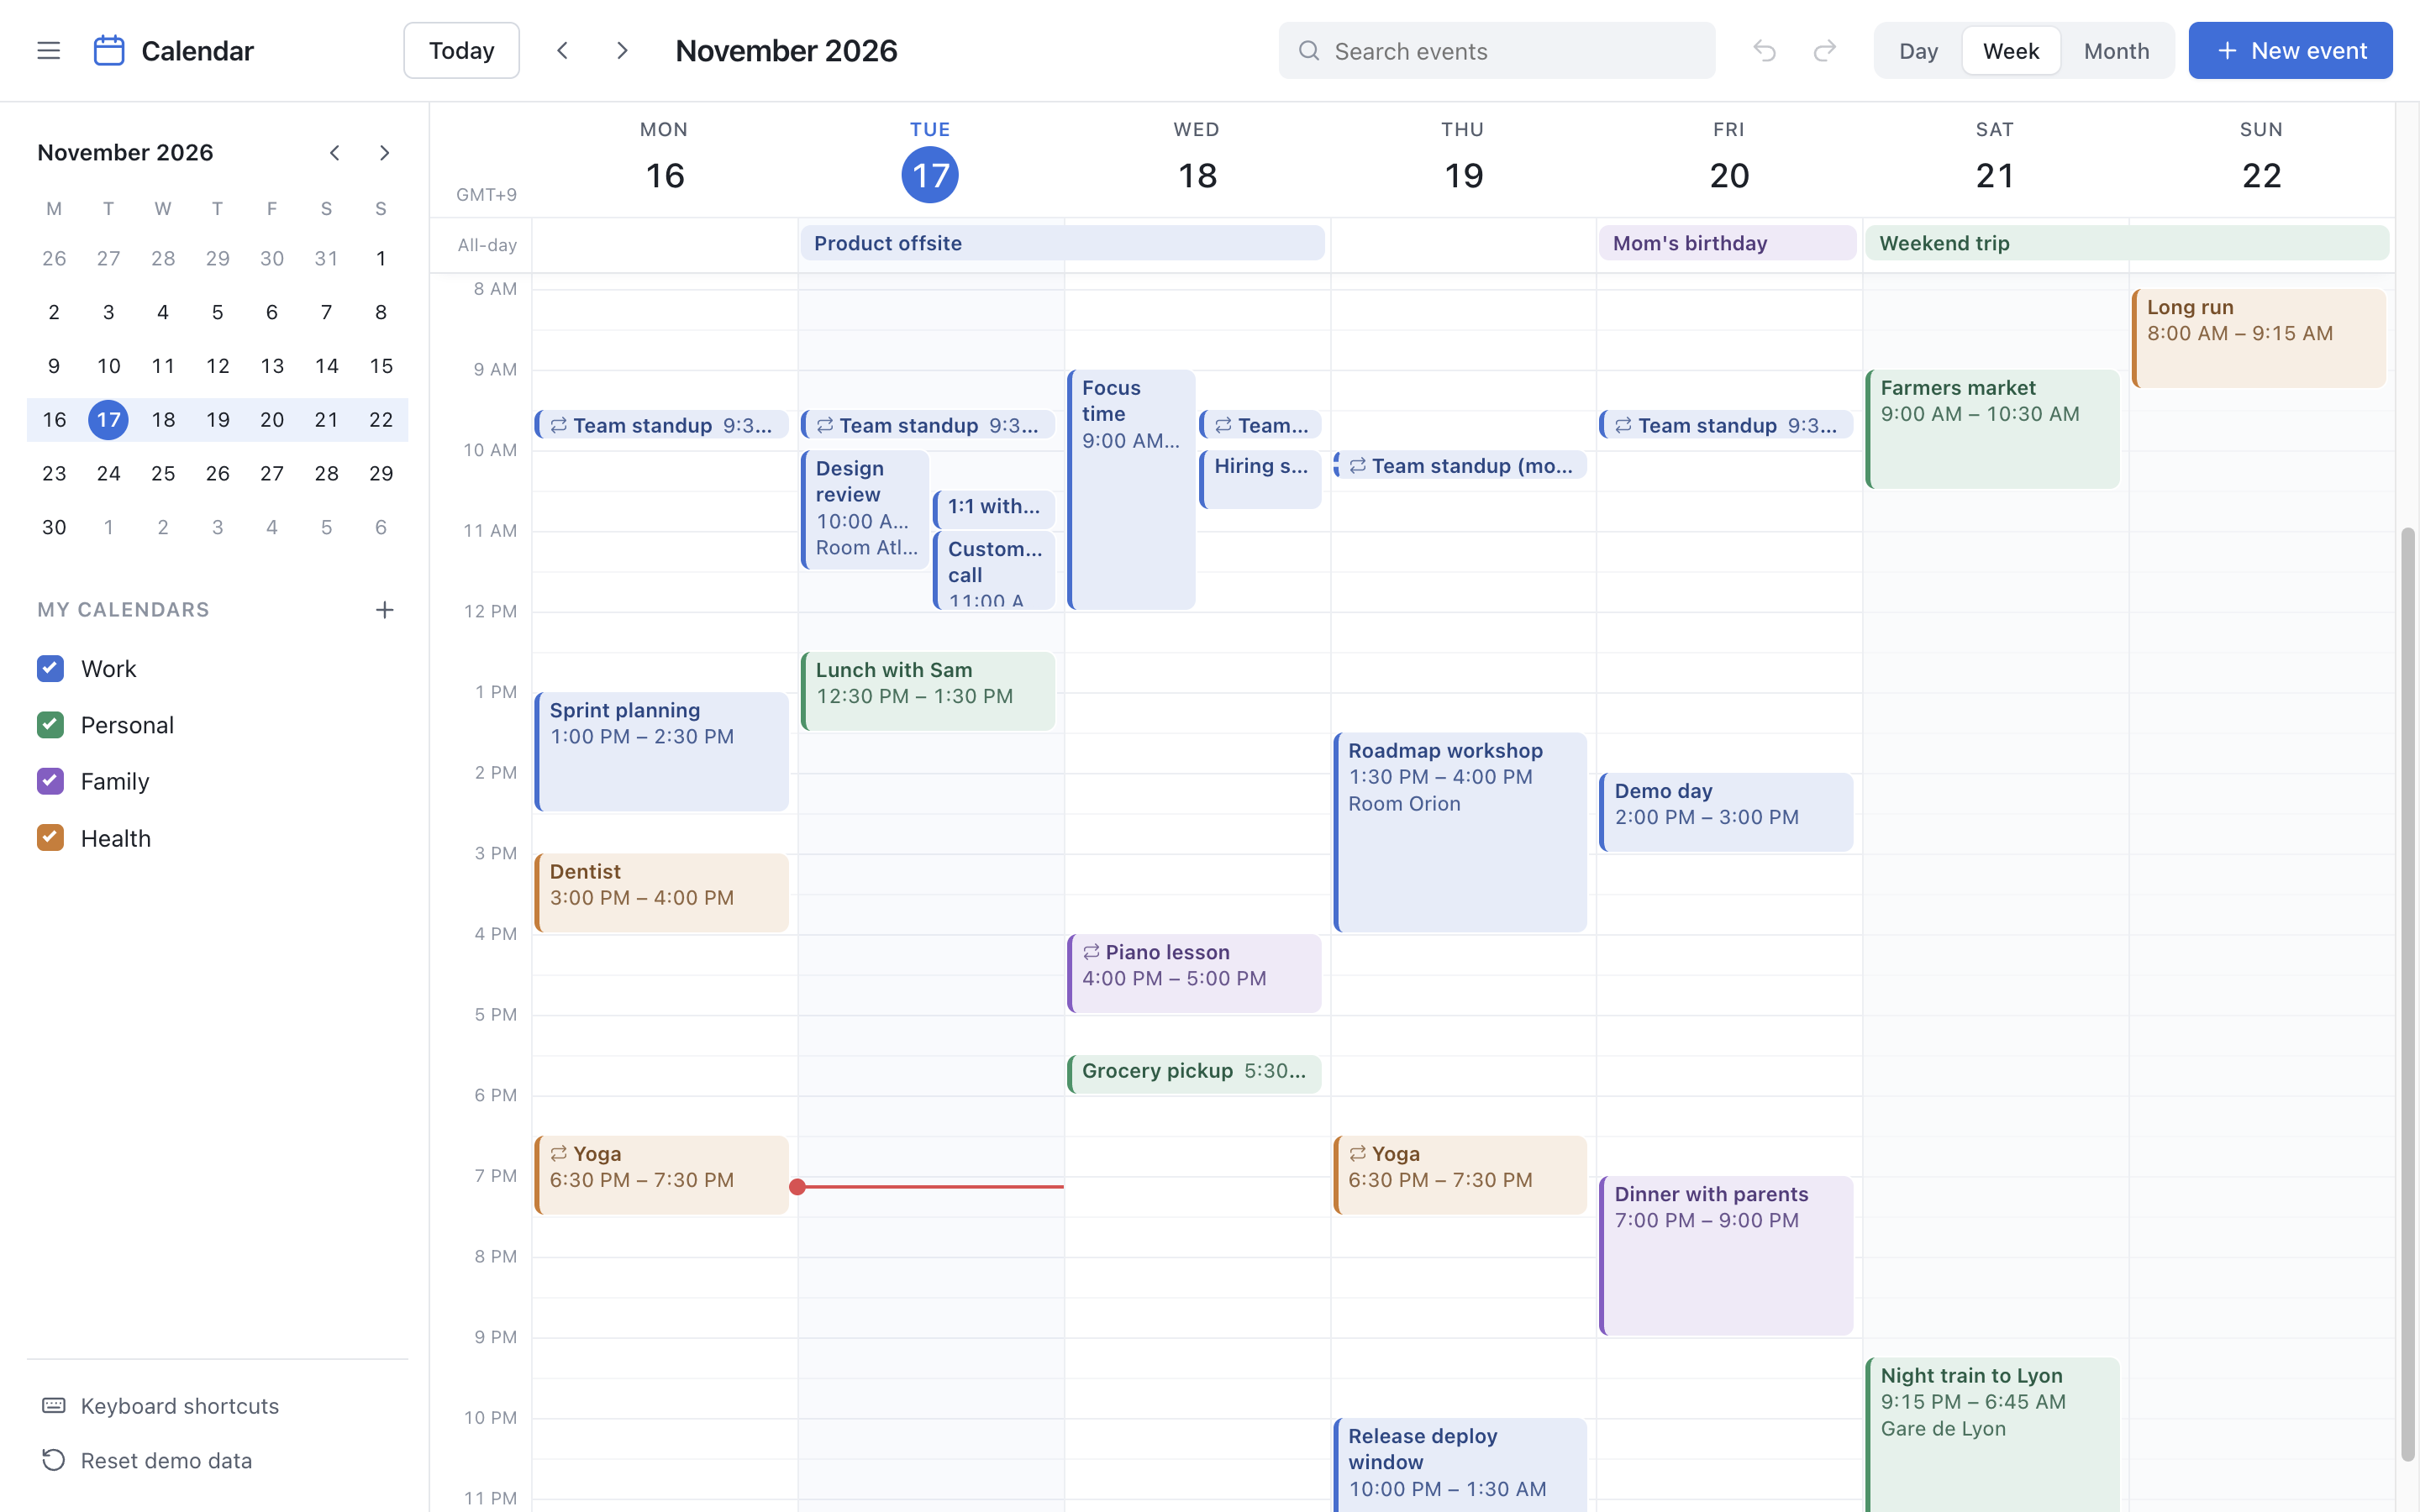 Calendar
Today
November 2026
Search events
Day
Week
Month
New event
November 2026
M T W T F S S
26 27 28 29 30 31 1
2 3 4 5 6 7 8
9 10 11 12 13 14 15
16 17 18 19 20 21 22
23 24 25 26 27 28 29
30 1 2 3 4 5 6
MY CALENDARS
Work
Personal
Family
Health
Keyboard shortcuts
Reset demo data
GMT+9
MON
16
TUE
17
WED
18
THU
19
FRI
20
SAT
21
SUN
22
All-day
Product offsite
Mom's birthday
Weekend trip
8 AM
9 AM
10 AM
11 AM
12 PM
1 PM
2 PM
3 PM
4 PM
5 PM
6 PM
7 PM
8 PM
9 PM
10 PM
11 PM
Team standup 9:3...
Sprint planning
1:00 PM – 2:30 PM
Dentist
3:00 PM – 4:00 PM
Yoga
6:30 PM – 7:30 PM
Team standup 9:3...
Design
review
10:00 A...
Room Atl...
1:1 with...
Custom...
call
11:00 A
Lunch with Sam
12:30 PM – 1:30 PM
Focus
time
9:00 AM...
Team...
Hiring s...
Piano lesson
4:00 PM – 5:00 PM
Grocery pickup 5:30...
Team standup (mo...
Roadmap workshop
1:30 PM – 4:00 PM
Room Orion
Yoga
6:30 PM – 7:30 PM
Release deploy
window
10:00 PM – 1:30 AM
Team standup 9:3...
Demo day
2:00 PM – 3:00 PM
Dinner with parents
7:00 PM – 9:00 PM
Farmers market
9:00 AM – 10:30 AM
Night train to Lyon
9:15 PM – 6:45 AM
Gare de Lyon
Long run
8:00 AM – 9:15 AM